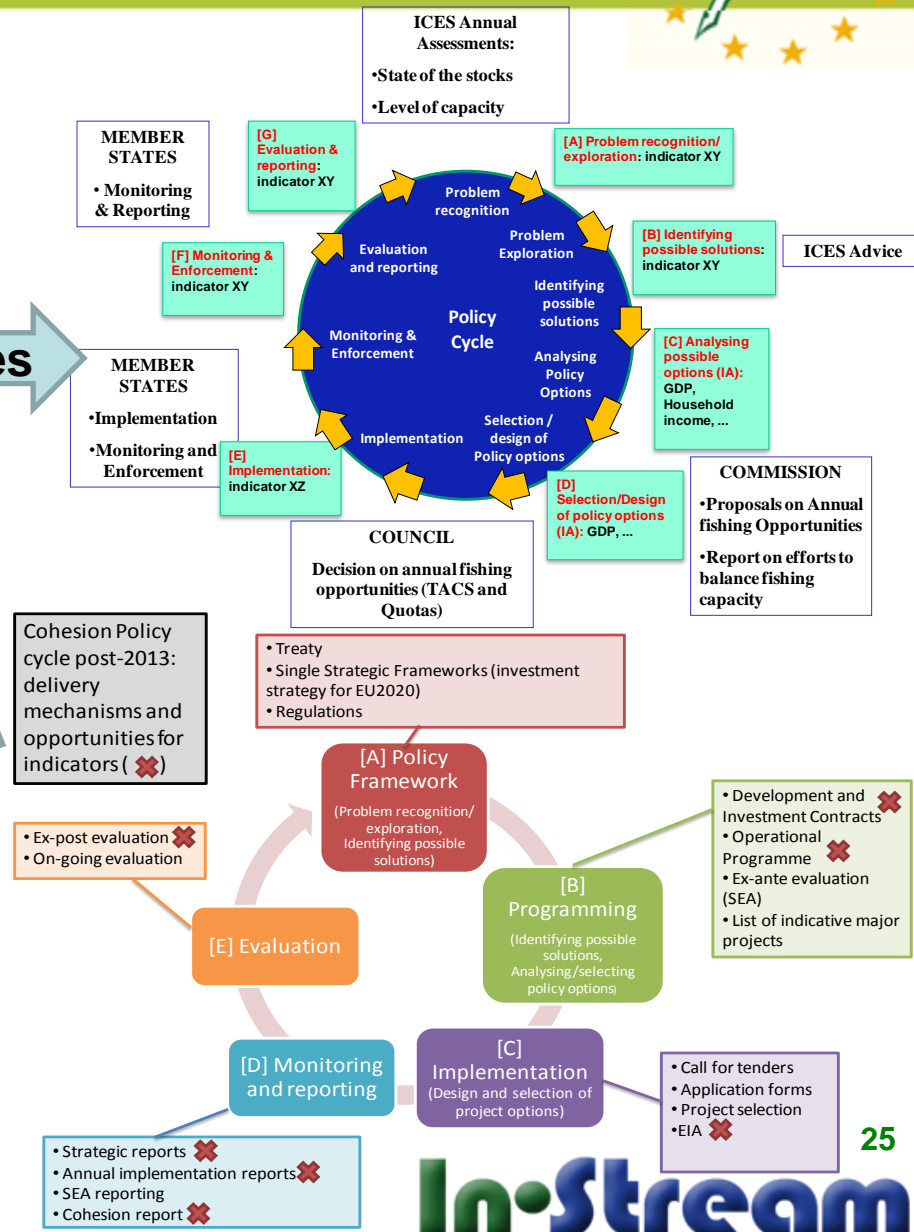 ICES Annual
Assessments:
•State of the stocks
•Level of capacity
MEMBER
STATES
• Monitoring
& Reporting
[G]
Evaluation &
reporting:
indicator XY
[A] Problem recognition/
exploration: indicator XY
[F] Monitoring &
Enforcement:
indicator XY
[B] Identifying
possible solutions:
indicator XY
ICES Advice
Problem
recognition
Problem
Exploration
Identifying
possible
solutions
Analysing
Policy
Options
Selection /
design of
Policy options
Implementation
Monitoring &
Enforcement
Evaluation
and reporting
Policy
Cycle
es
MEMBER
STATES
•Implementation
•Monitoring and
Enforcement
[E]
Implementation:
indicator XZ
[C] Analysing
possible
options (IA):
GDP,
Household
income, ...
[D]
Selection/Design
of policy options
(IA): GDP, ...
COMMISSION
•Proposals on Annual
fishing Opportunities
•Report on efforts to
balance fishing
capacity
COUNCIL
Decision on annual fishing
opportunities (TACS and
Quotas)
Cohesion Policy
cycle post-2013:
delivery
mechanisms and
opportunities for
indicators ( )
• Treaty
• Single Strategic Frameworks (investment
strategy for EU2020)
• Regulations
[A] Policy
Framework
(Problem recognition/
exploration,
Identifying possible
solutions)
• Development and
Investment Contracts
• Operational
Programme
• Ex-ante evaluation
(SEA)
• List of indicative major
projects
• Ex-post evaluation
• On-going evaluation
[B]
Programming
(Identifying possible
solutions,
Analysing/selecting
policy options)
[E] Evaluation
[D] Monitoring
and reporting
[C]
Implementation
(Design and selection of
project options)
• Call for tenders
• Application forms
• Project selection
•EIA
• Strategic reports
• Annual implementation reports
• SEA reporting
• Cohesion report
25
In•Stream